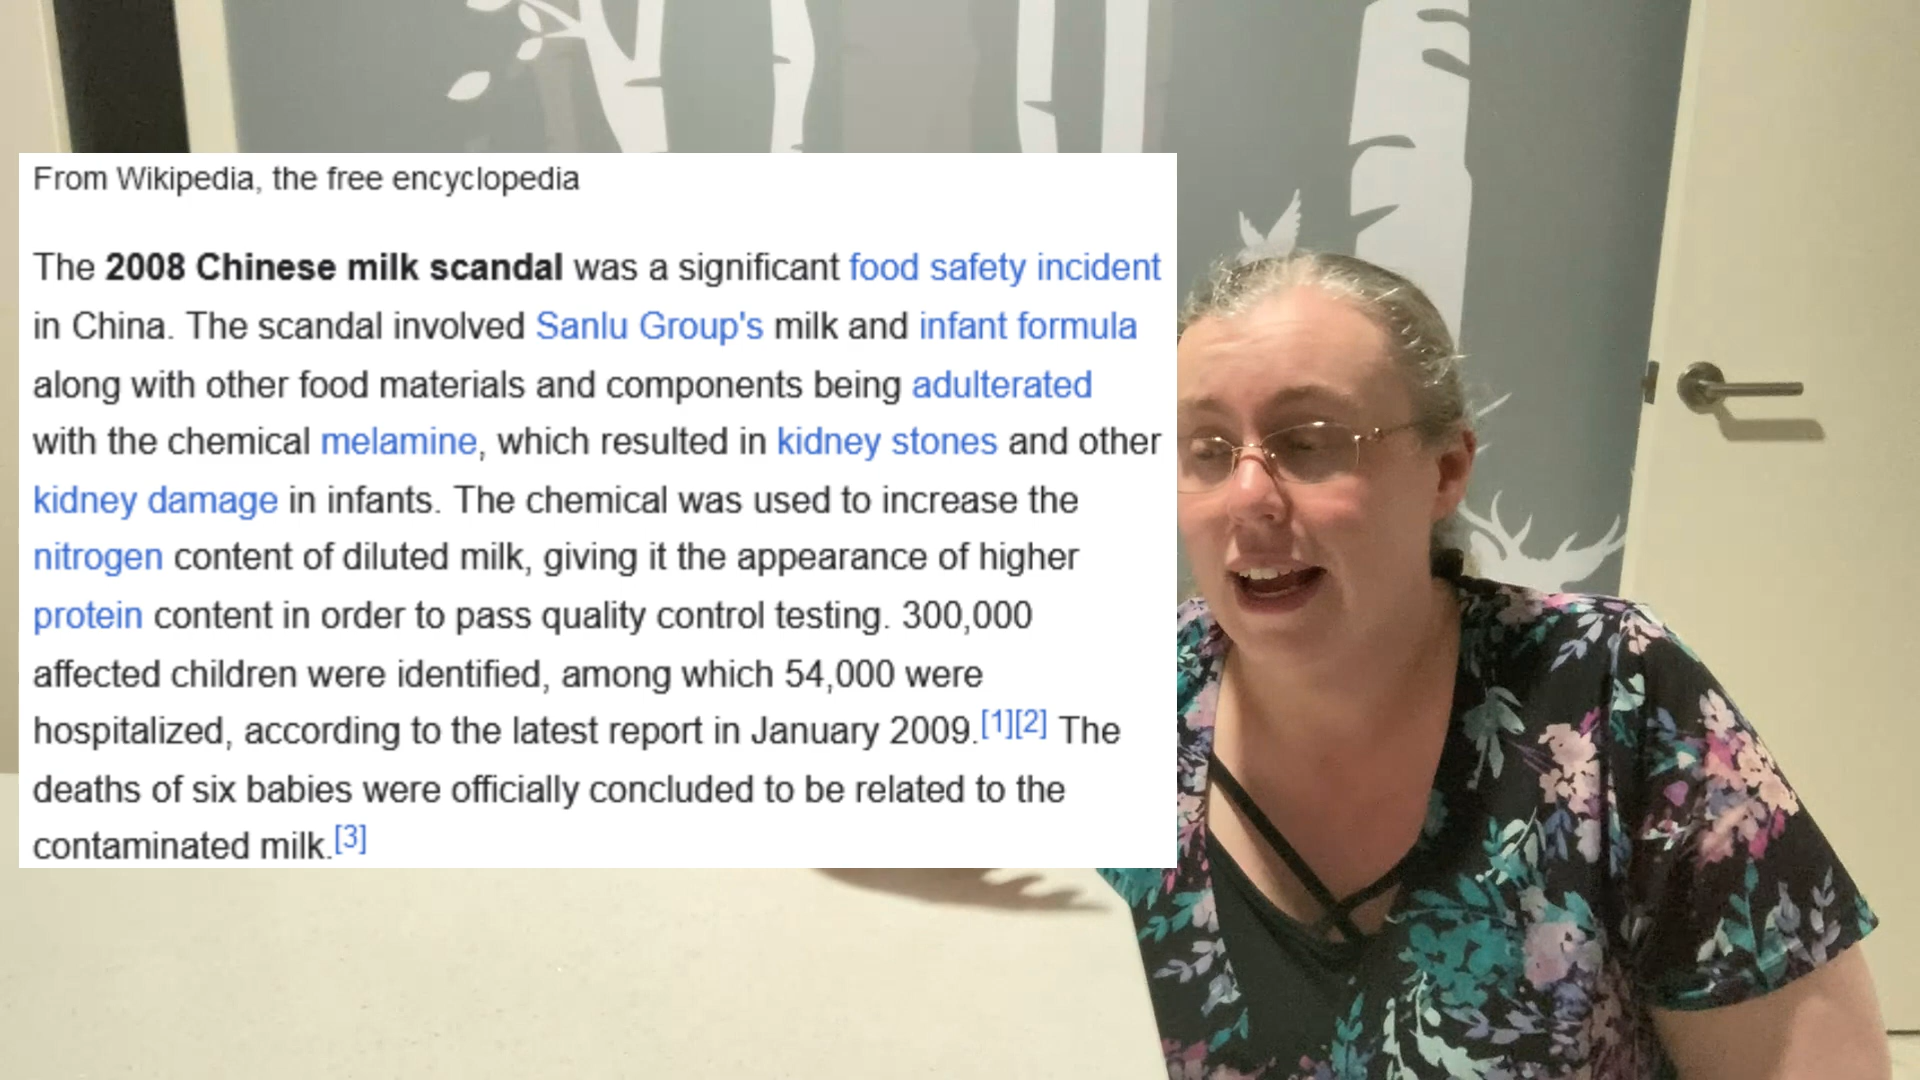 From Wikipedia, the free encyclopedia
The 2008 Chinese milk scandal was a significant food safety incident
in China. The scandal involved Sanlu Group's milk and infant formula
along with other food materials and components being adulterated
with the chemical melamine, which resulted in kidney stones and other
kidney damage in infants. The chemical was used to increase the
nitrogen content of diluted milk, giving it the appearance of higher
protein content in order to pass quality control testing. 300,000
affected children were identified, among which 54,000 were
hospitalized, according to the latest report in January 2009.[1][2] The
deaths of six babies were officially concluded to be related to the
contaminated milk.[3]